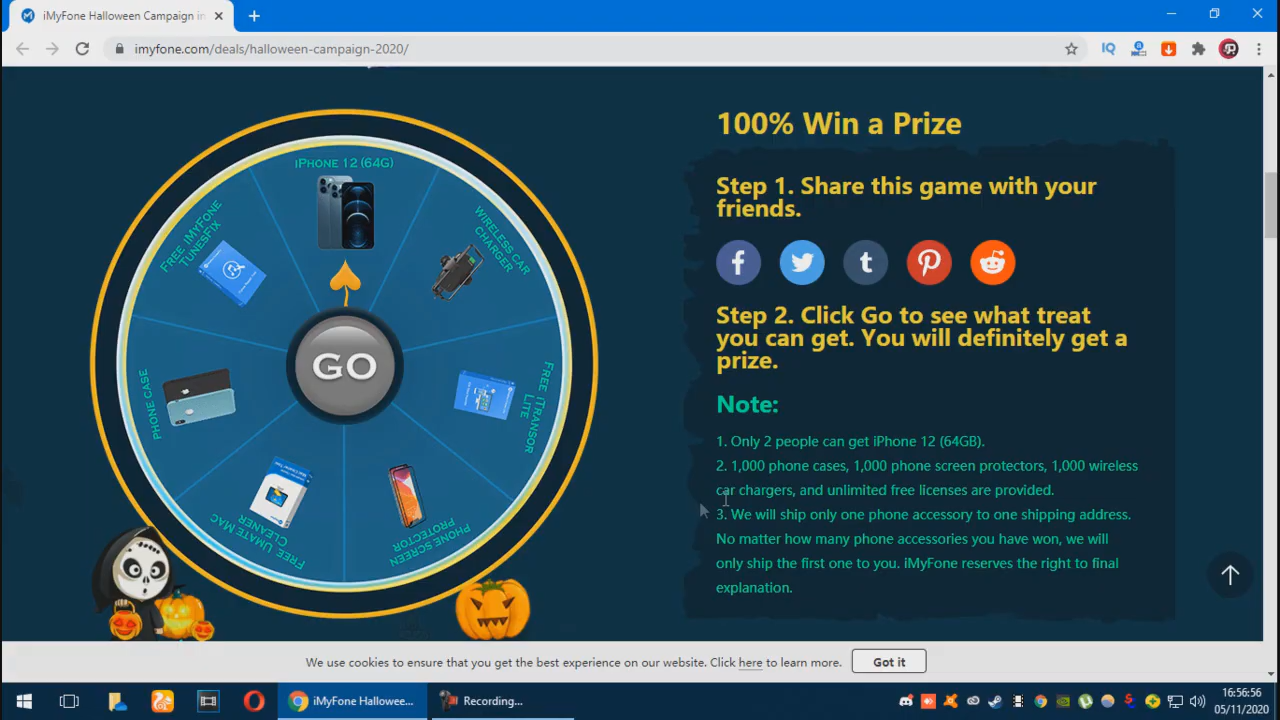 iMyFone Halloween Campaign in
imyfone.com/deals/halloween-campaign-2020/
IQ
iPhone 12 (64G)
Wireless Car
Charger
Free iTransor
Lite
Phone Screen
Protector
Free Umate Mac
Cleaner
Phone Case
Free iMyFone
TunesFix
GO
100% Win a Prize
Step 1. Share this game with your
friends.
Step 2. Click Go to see what treat
you can get. You will definitely get a
prize.
Note:
1. Only 2 people can get iPhone 12 (64GB).
2. 1,000 phone cases, 1,000 phone screen protectors, 1,000 wireless
car chargers, and unlimited free licenses are provided.
3. We will ship only one phone accessory to one shipping address.
No matter how many phone accessories you have won, we will
only ship the first one to you. iMyFone reserves the right to final
explanation.
We use cookies to ensure that you get the best experience on our website. Click here to learn more.
Got it
iMyFone Hallowee...
Recording...
16:56:56
05/11/2020